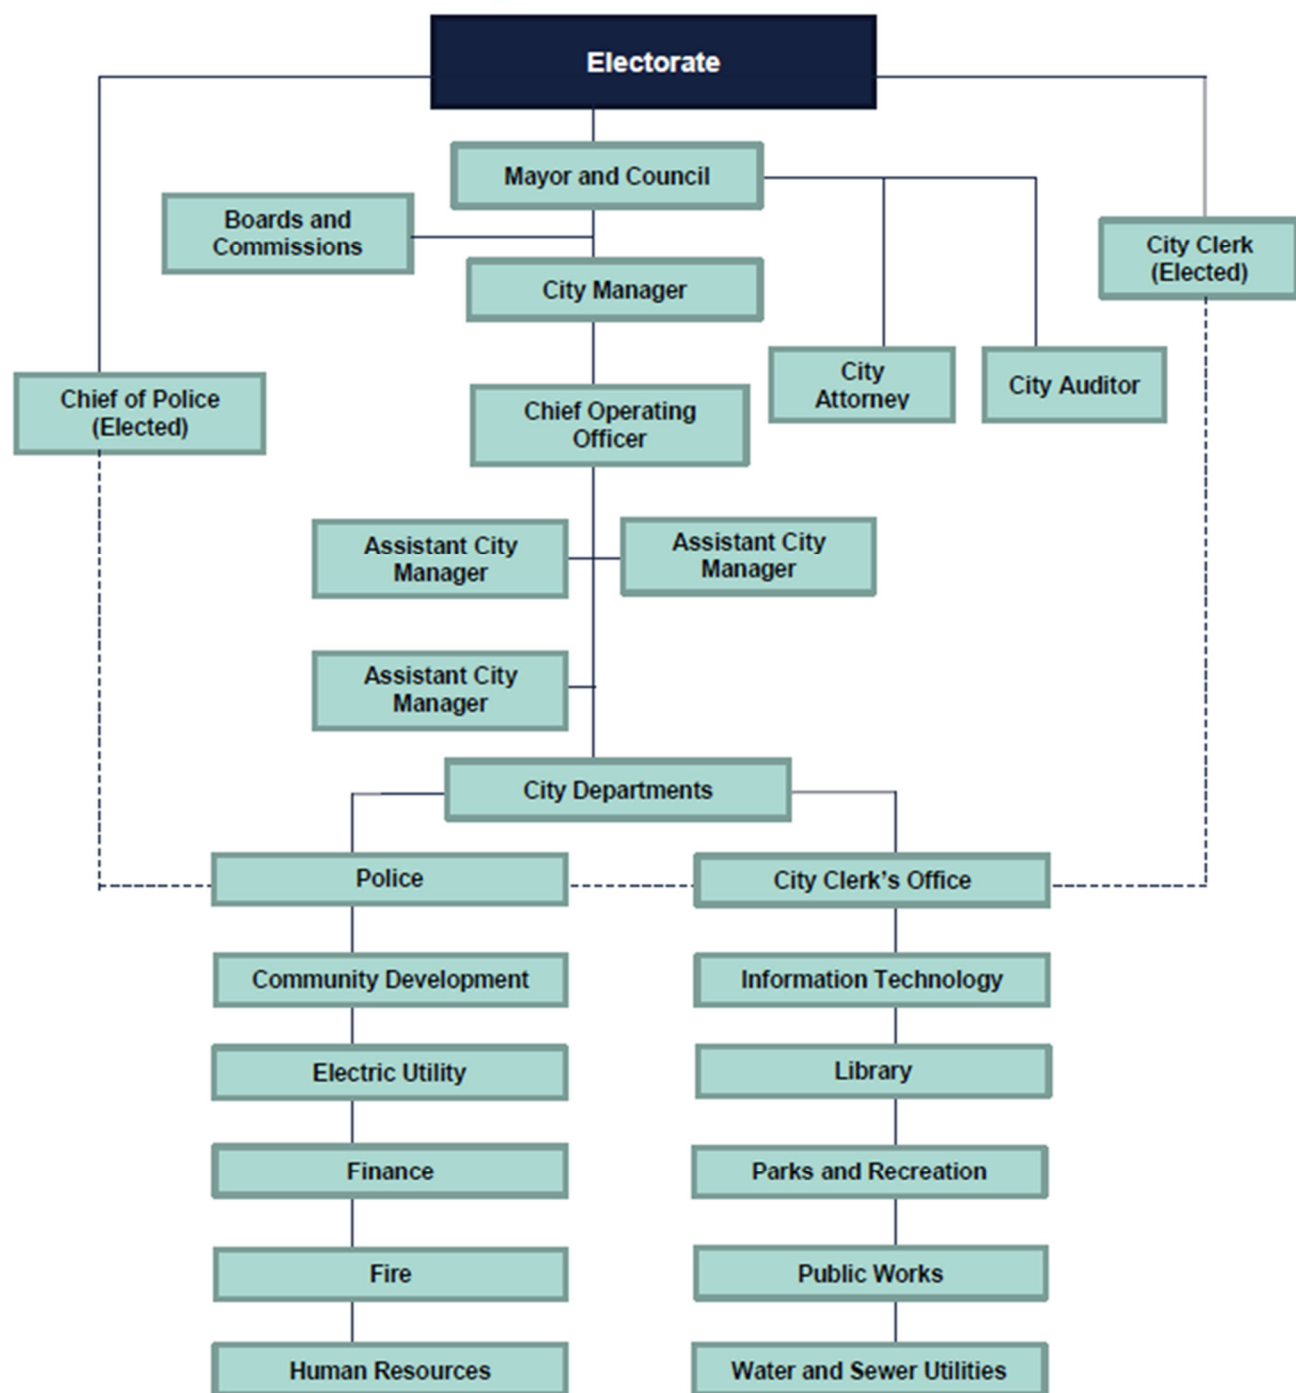 Electorate
Mayor and Council
Boards and
Commissions
City Clerk
(Elected)
City Manager
City
Attorney
City Auditor
Chief of Police
(Elected)
Chief Operating
Officer
Assistant City
Manager
Assistant City
Manager
Assistant City
Manager
City Departments
Police
City Clerk's Office
Community Development
Information Technology
Electric Utility
Library
Finance
Parks and Recreation
Fire
Public Works
Human Resources
Water and Sewer Utilities